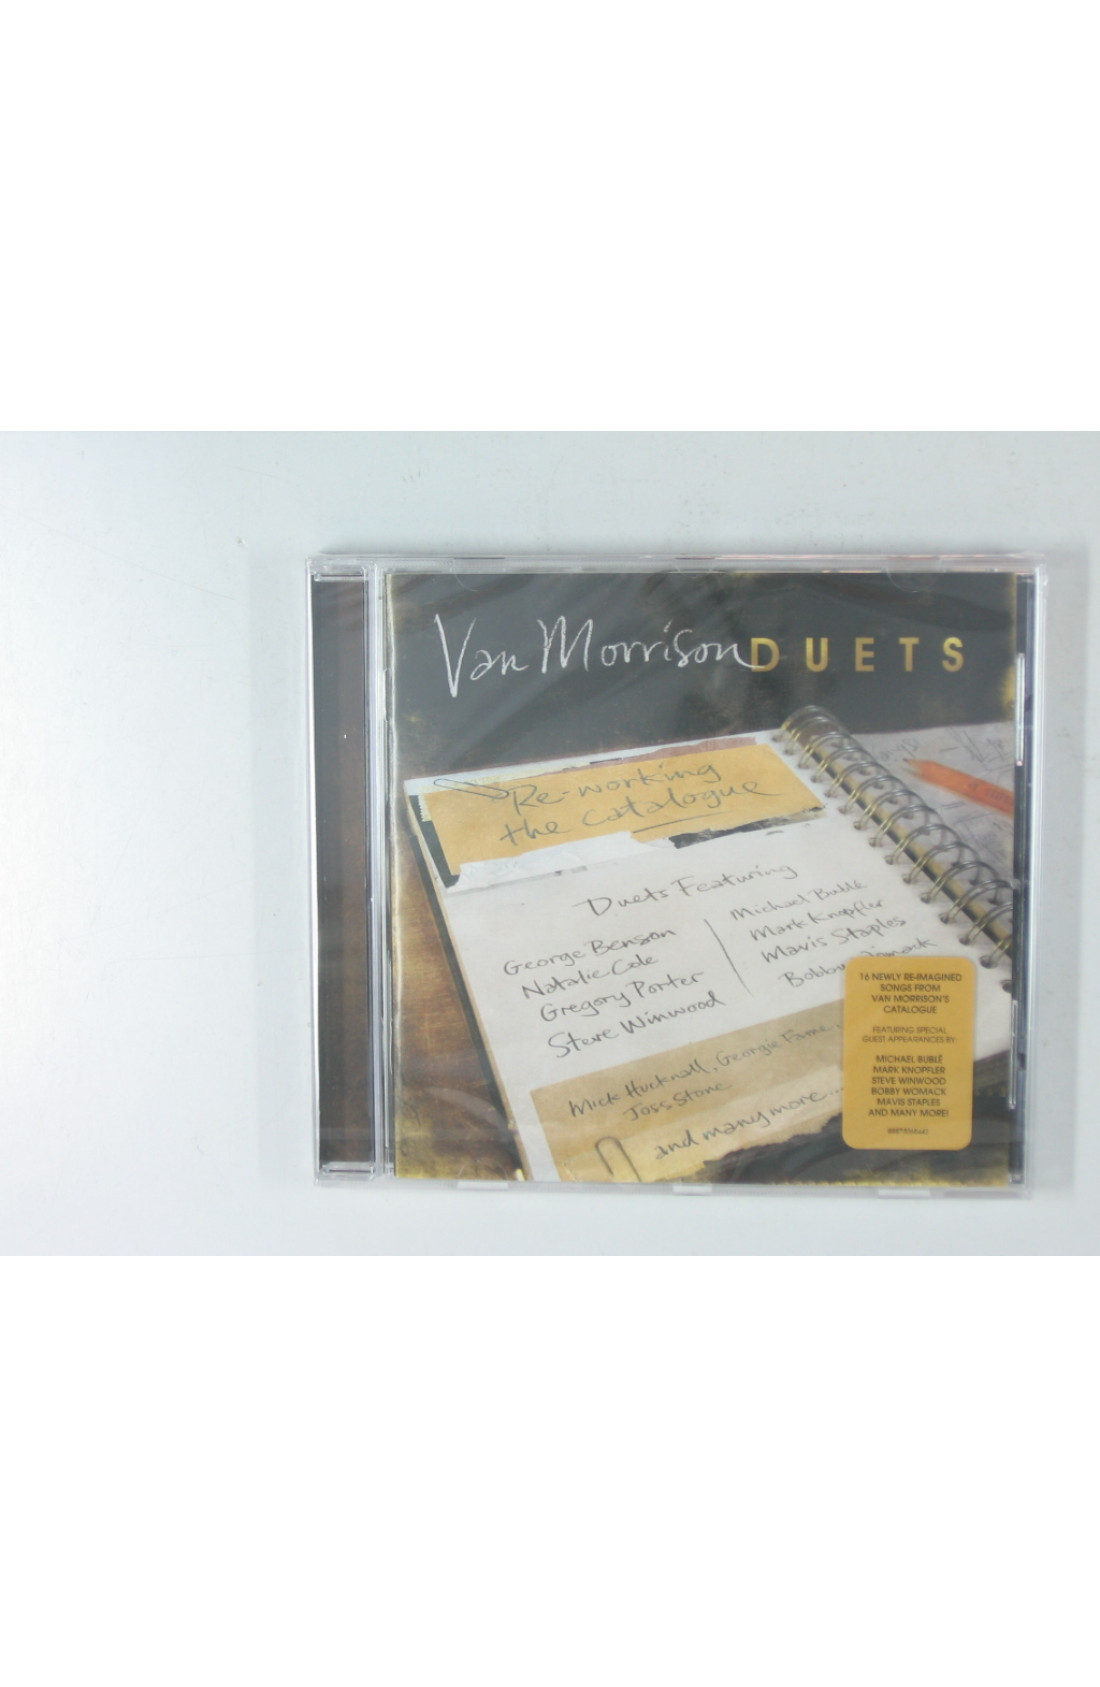 Van Morrison DUETS
Re-working
the catalogue
Duets Featuring
George Benson
Natalie Cole
Gregory Porter
Steve Winwood
Michael Bublé
Mark Knopfler
Mavis Staples
Bobby
Mick Hucknall, Georgie Fame,
Joss Stone
and many more...
16 NEWLY RE-IMAGINED
SONGS FROM
VAN MORRISON'S
CATALOGUE
FEATURING SPECIAL
GUEST APPEARANCES BY:
MICHAEL BUBLÉ
MARK KNOPFLER
STEVE WINWOOD
BOBBY WOMACK
MAVIS STAPLES
AND MANY MORE!